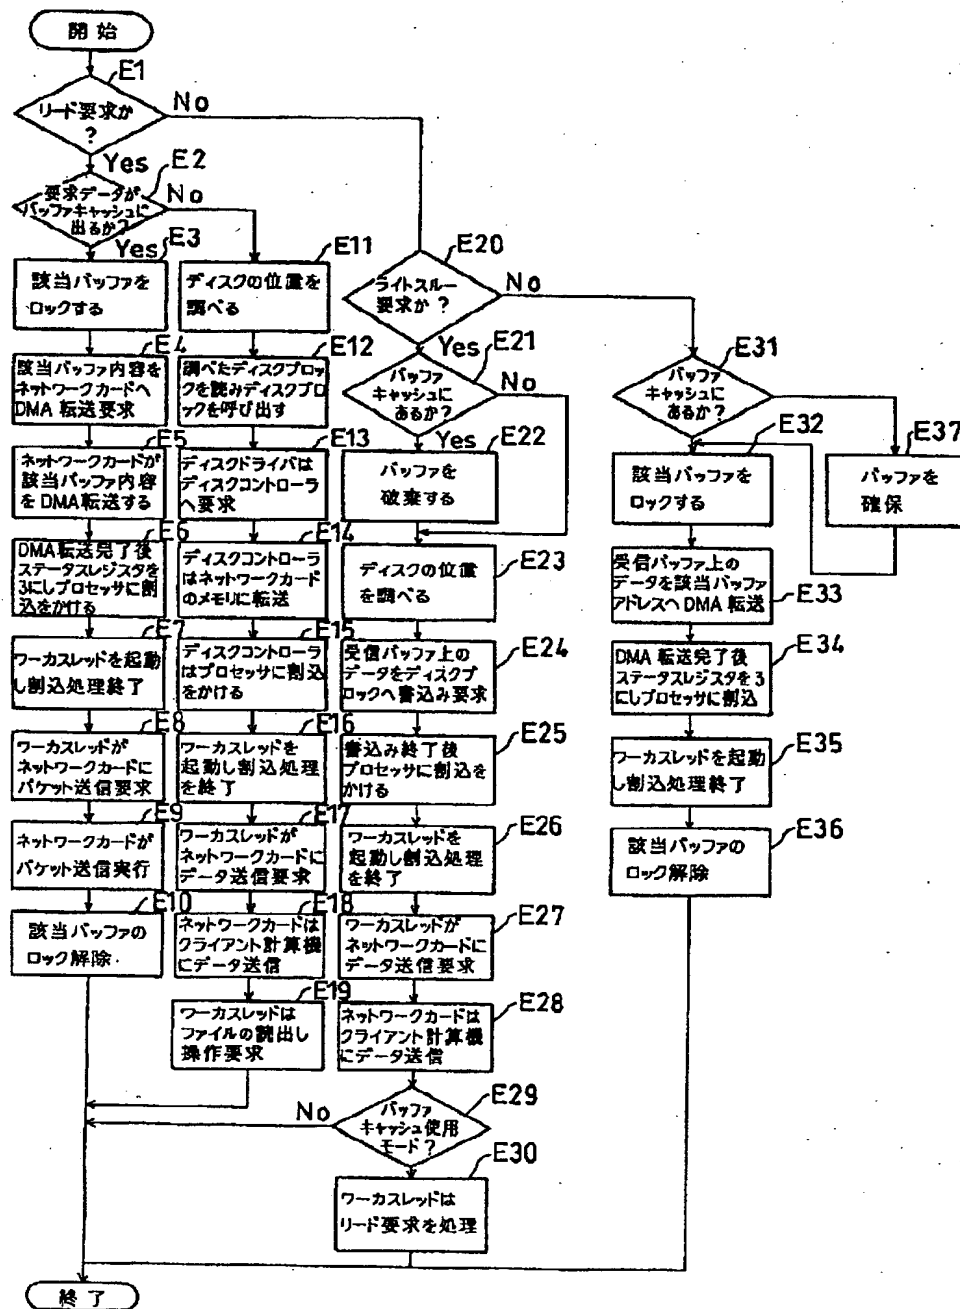 開始
E1
リード要求か
?
No
Yes
E2
要求データが
バッファキャッシュに
出るか?
No
Yes
E3
該当バッファを
ロックする
E4
該当バッファ内容を
ネットワークカードへ
DMA転送要求
E5
ネットワークカードが
該当バッファ内容
をDMA転送する
E6
DMA転送完了後
ステータスレジスタを
3にしプロセッサに割
込をかける
E7
ワーカスレッドを起動
し割込処理終了
E8
ワーカスレッドが
ネットワークカードに
パケット送信要求
E9
ネットワークカードが
パケット送信実行
E10
該当バッファの
ロック解除
E11
ディスクの位置を
調べる
E12
調べたディスクブロッ
クを読みディスクブ
ロックを呼び出す
E13
ディスクドライバは
ディスクコントローラ
へ要求
E14
ディスクコントローラ
はネットワークカード
のメモリに転送
E15
ディスクコントローラ
はプロセッサに割込
をかける
E16
ワーカスレッドを
起動し割込処理
を終了
E17
ワーカスレッドが
ネットワークカードに
データ送信要求
E18
ネットワークカードは
クライアント計算機
にデータ送信
E19
ワーカスレッドは
ファイルの読出し
操作要求
E20
ライトスルー
要求か?
No
Yes
E21
バッファ
キャッシュに
あるか?
No
Yes
E22
バッファを
破棄する
E23
ディスクの位置
を調べる
E24
受信バッファ上の
データをディスクブ
ロックへ書込み要求
E25
書込み終了後
プロセッサに割込を
かける
E26
ワーカスレッドを
起動し割込処理
を終了
E27
ワーカスレッドが
ネットワークカードに
データ送信要求
E28
ネットワークカードは
クライアント計算機
にデータ送信
E29
バッファ
キャッシュ使用
モード?
No
E30
ワーカスレッドは
リード要求を処理
E31
バッファ
キャッシュに
あるか?
E32
該当バッファを
ロックする
E37
バッファを
確保
受信バッファ上の
データを該当バッファ
アドレスへDMA転送
E33
E34
DMA転送完了後
ステータスレジスタを3
にしプロセッサに割込
E35
ワーカスレッドを起動
し割込処理終了
E36
該当バッファの
ロック解除
終了